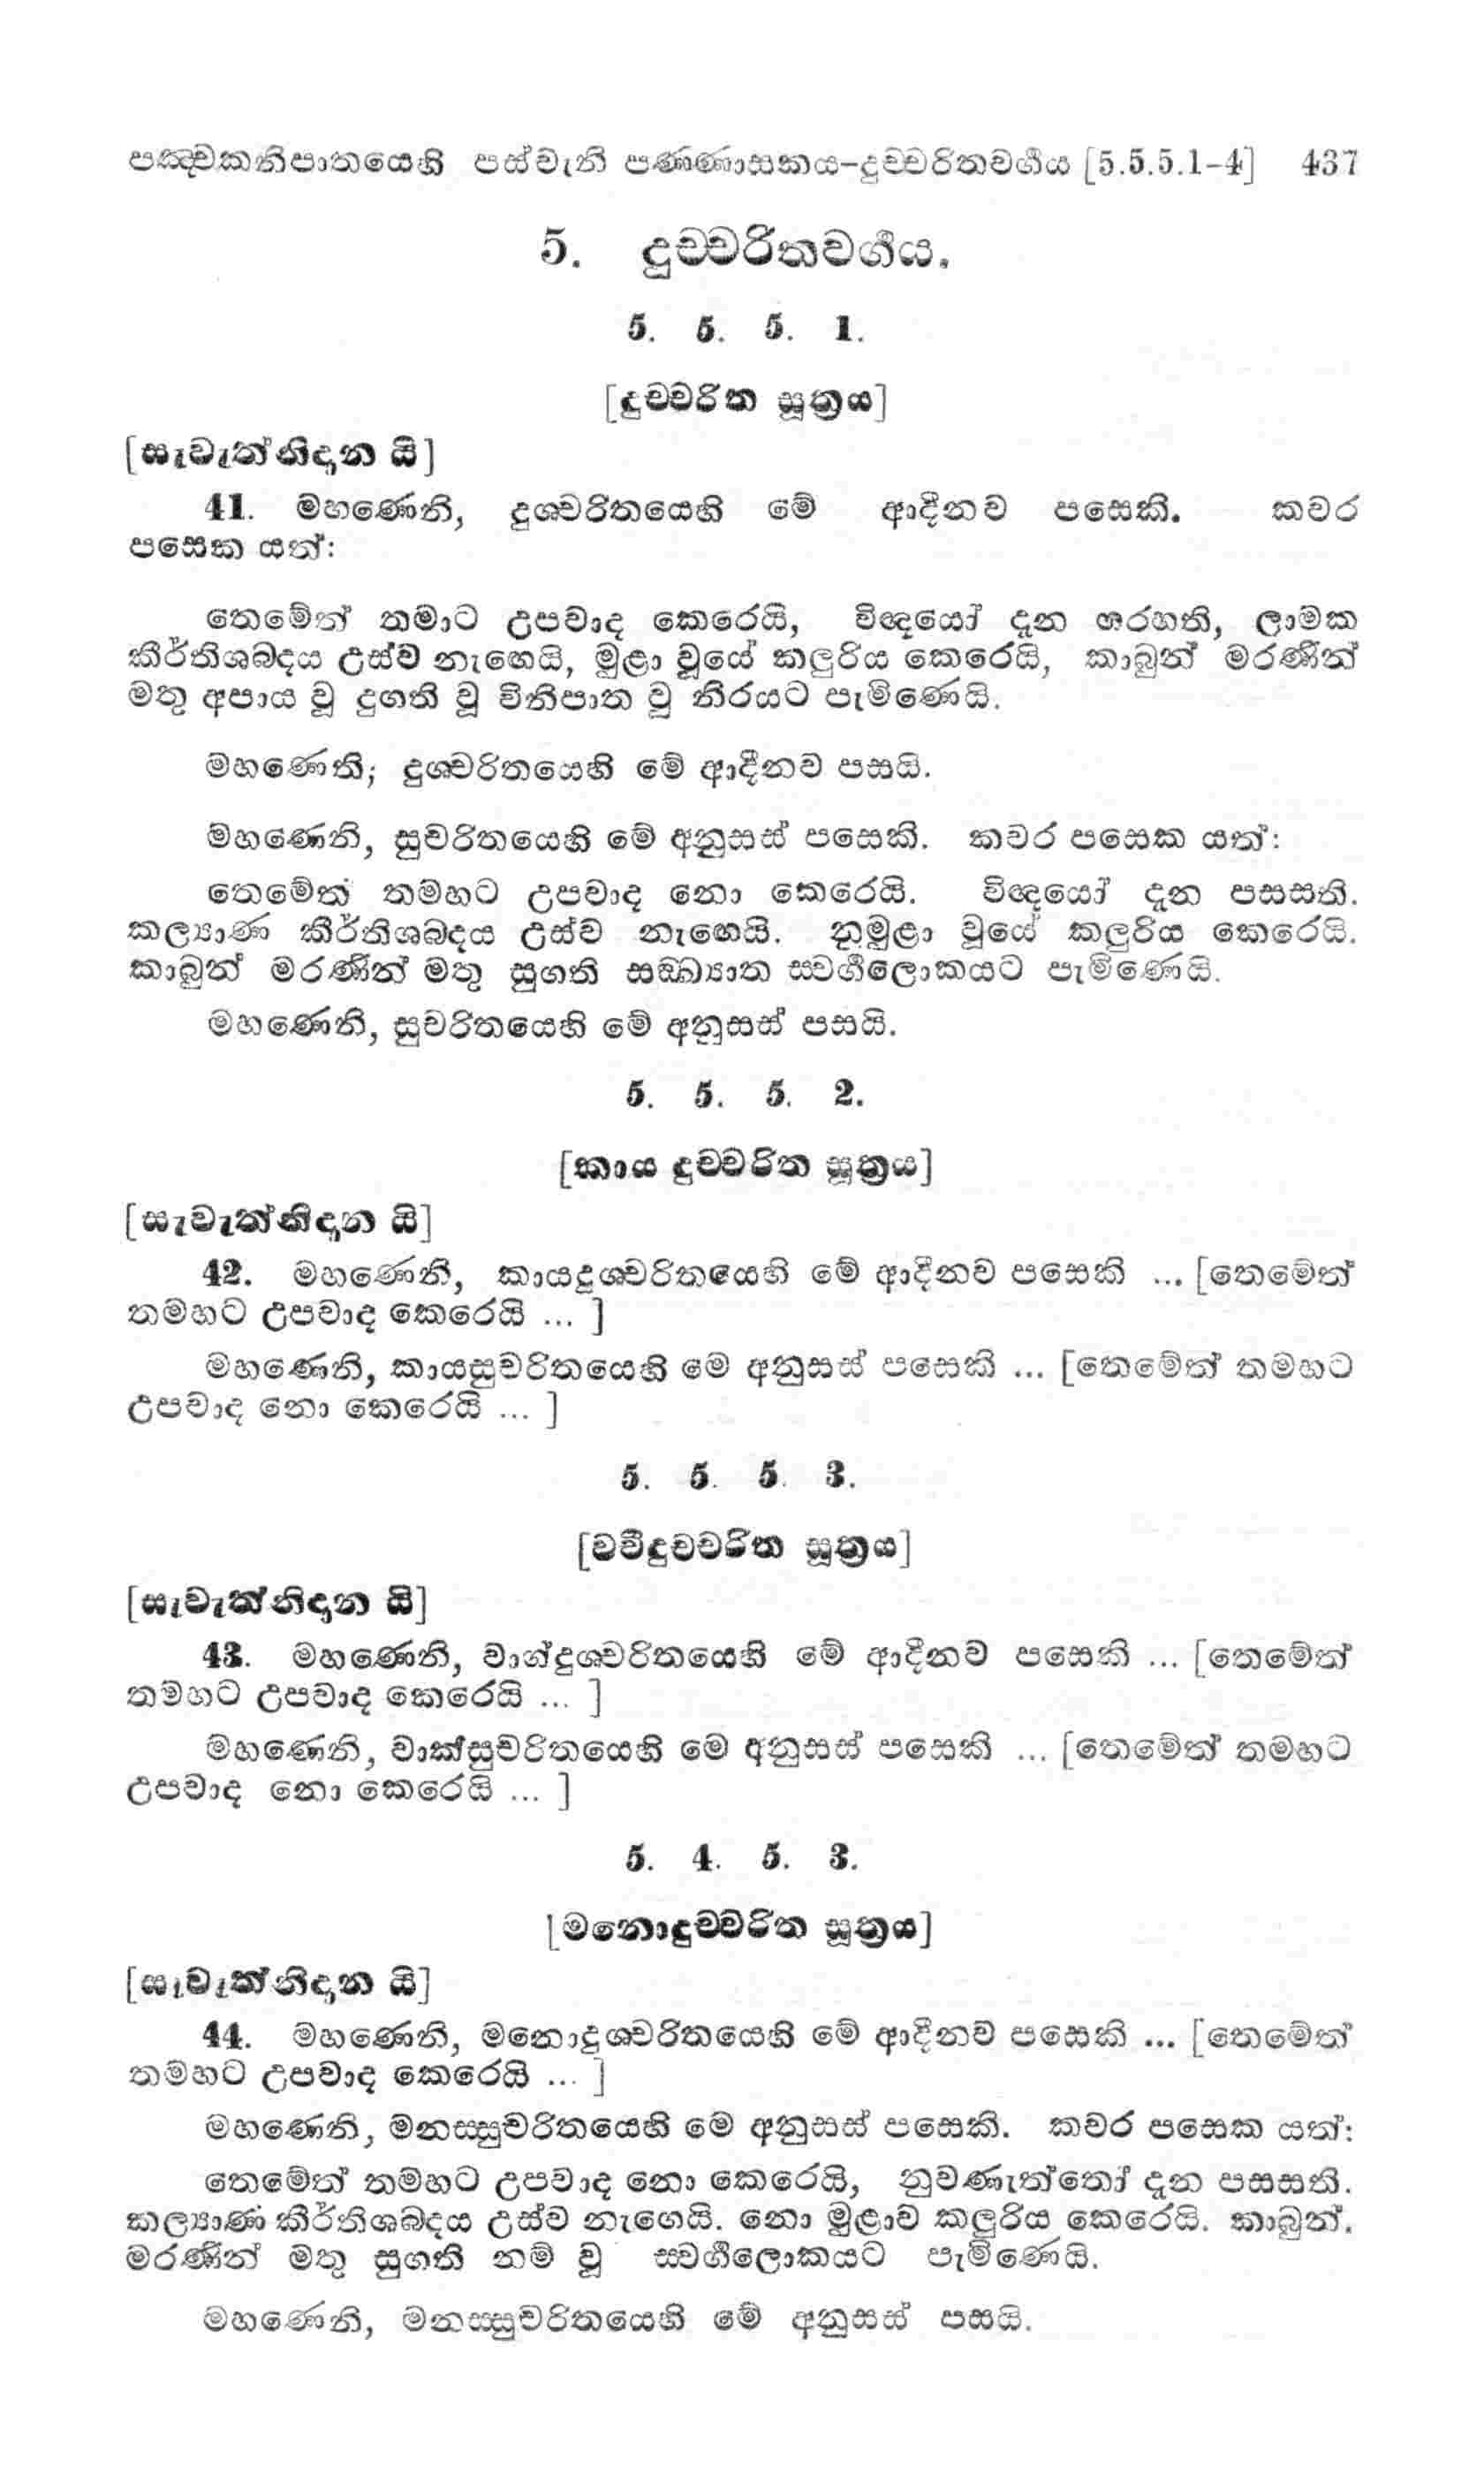 පඤ්චකනිපාතයෙහි පස්වැනි පණ්ණාසකය-දුච්චරිතවර්‍ගය [5.5.5.1-4] 437
5. දුච්චරිතවර්‍ගය.
5. 5. 5. 1.
[දුච්චරිත සූත්‍රය]
[සැවැත්නිදාන යි]
41. මහණෙනි, දුශ්චරිතයෙහි මේ ආදීනව පසෙකි. කවර
පසෙක යත්:
තෙමේත් තමාට උපවාද කෙරෙයි, විඥයෝ දැන ගරහති, ලාමක
කීර්තිශබ්දය උස්ව නැඟෙයි, මුළා වූයේ කලුරිය කෙරෙයි, කාබුන් මරණින්
මතු අපාය වූ දුගති වූ විනිපාත වූ නිරයට පැමිණෙයි.
මහණෙනි; දුශ්චරිතයෙහි මේ ආදීනව පසයි.
මහණෙනි, සුචරිතයෙහි මේ අනුසස් පසෙකි. කවර පසෙක යත්:
තෙමේත් තමහට උපවාද නො කෙරෙයි. විඥයෝ දැන පසසති.
කල්‍යාණ කීර්තිශබ්දය උස්ව නැඟෙයි. නුමුළා වූයේ කලුරිය කෙරෙයි.
කාබුන් මරණින් මතු සුගති සඞ්ඛ්‍යාත ස්වර්‍ගලොකයට පැමිණෙයි.
මහණෙනි, සුචරිතයෙහි මේ අනුසස් පසයි.
5. 5. 5. 2.
[කාය දුච්චරිත සූත්‍රය]
[සැවැත්නිදාන යි]
42. මහණෙනි, කායදුශ්චරිතයෙහි මේ ආදීනව පසෙකි ... [තෙමෙත්
තමහට උපවාද කෙරෙයි ... ]
මහණෙනි, කායසුචරිතයෙහි මෙ අනුසස් පසෙකි ... [තෙමේත් තමහට
උපවාද නො කෙරෙයි ... ]
5. 5. 5. 3.
[වචීදුච්චරිත සූත්‍රය]
[සැවැත්නිදාන යි]
43. මහණෙනි, වාග්දුශ්චරිතයෙහි මේ ආදීනව පසෙකි ... [තෙමේත්
තමහට උපවාද කෙරෙයි ... ]
මහණෙනි, වාක්සුචරිතයෙහි මෙ අනුසස් පසෙකි ... [තෙමේත් තමහට
උපවාද නො කෙරෙයි ... ]
5. 4. 5. 3.
[මනොදුච්චරිත සූත්‍රය]
[සැවැත්නිදාන යි]
44. මහණෙනි, මනොදුශ්චරිතයෙහි මේ ආදීනව පසෙකි ... [තෙමේත්
තමහට උපවාද කෙරෙයි ... ]
මහණෙනි, මනස්සුචරිතයෙහි මෙ අනුසස් පසෙකි. කවර පසෙක යත්:
තෙමේත් තමහට උපවාද නො කෙරෙයි, නුවණැත්තෝ දැන පසසති.
කල්‍යාණ කීර්තිශබ්දය උස්ව නැගෙයි. නො මුළාව කලුරිය කෙරෙයි. කාබුන්.
මරණින් මතු සුගති නම් වූ ස්වර්‍ගලොකයට පැමිණෙයි.
මහණෙනි, මනස්සුචරිතයෙහි මේ අනුසස් පසයි.